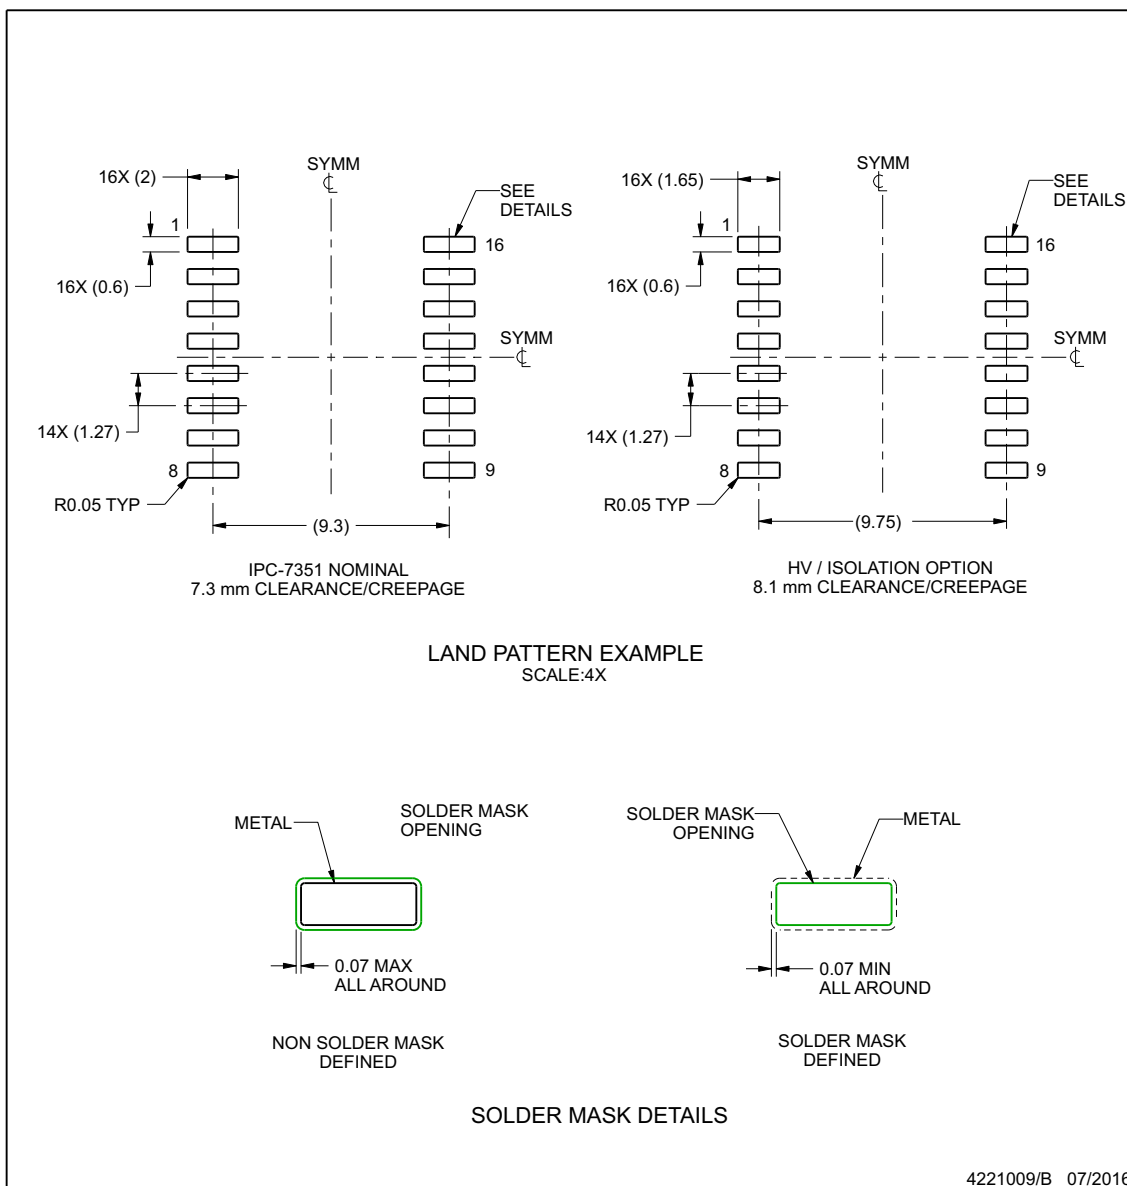 SYMM
℄
16X (2)
SEE
DETAILS
1
16
16X (0.6)
SYMM
℄
14X (1.27)
8
9
R0.05 TYP
(9.3)
IPC-7351 NOMINAL
7.3 mm CLEARANCE/CREEPAGE
SYMM
℄
16X (1.65)
SEE
DETAILS
1
16
16X (0.6)
SYMM
℄
14X (1.27)
8
9
R0.05 TYP
(9.75)
HV / ISOLATION OPTION
8.1 mm CLEARANCE/CREEPAGE
LAND PATTERN EXAMPLE
SCALE:4X
METAL
SOLDER MASK
OPENING
0.07 MAX
ALL AROUND
NON SOLDER MASK
DEFINED
SOLDER MASK
OPENING
METAL
0.07 MIN
ALL AROUND
SOLDER MASK
DEFINED
SOLDER MASK DETAILS
4221009/B 07/2016